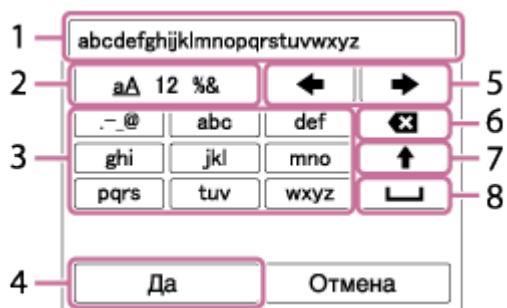 1 abcdefghijklmnopqrstuvwxyz
2 aA 12 %& 5
.-_@ abc def 6
3 ghi jkl mno 7
pqrs tuv wxyz 8
4 Да Отмена